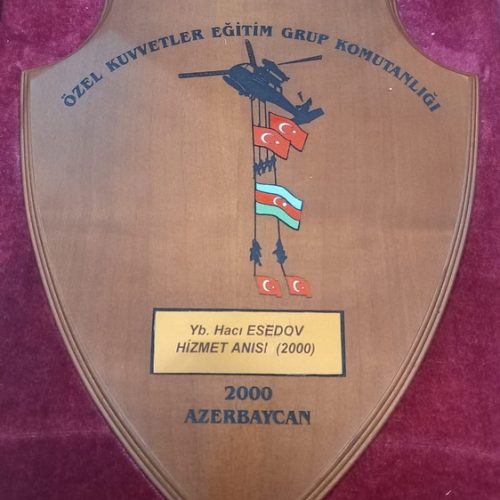 ÖZEL KUVVETLER EĞİTİM GRUP KOMUTANLIĞI
Yb. Hacı ESEDOV
HİZMET ANISI (2000)
2000
AZERBAYCAN